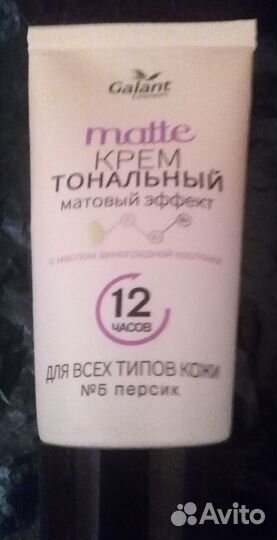 Galant
matte
КРЕМ
ТОНАЛЬНЫЙ
матовый эффект
с маслом виноградной косточки
12
ЧАСОВ
ДЛЯ ВСЕХ ТИПОВ КОЖИ
№5 персик
Avito